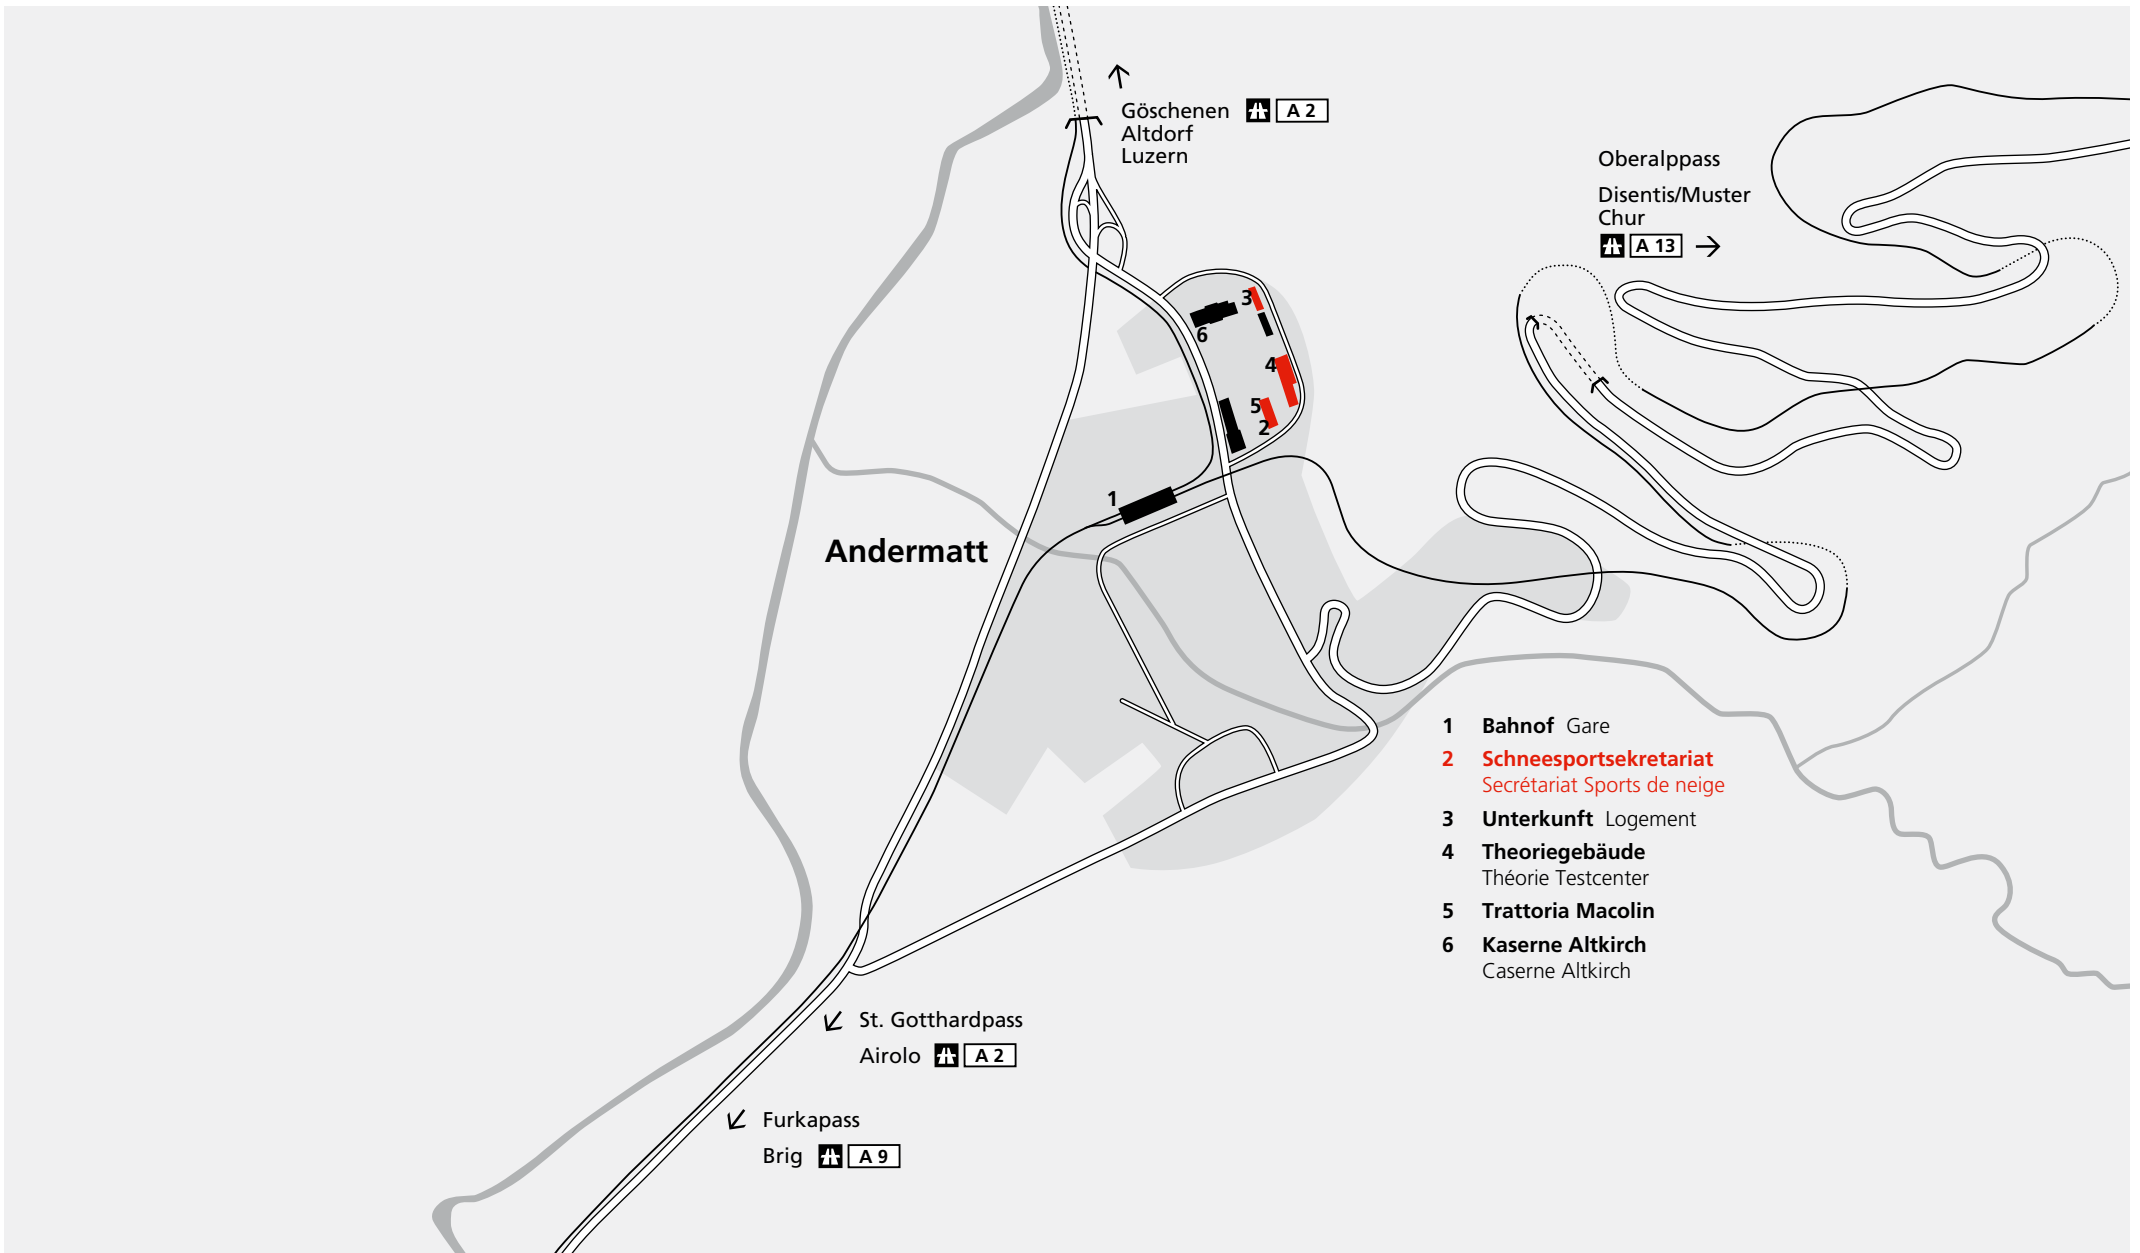 Göschenen A 2
Altdorf
Luzern
Oberalppass
Disentis/Muster
Chur
A 13
3
6
4
5
2
1
Andermatt
1 Bahnof Gare
2 Schneesportsekretariat
Secrétariat Sports de neige
3 Unterkunft Logement
4 Theoriegebäude
Théorie Testcenter
5 Trattoria Macolin
6 Kaserne Altkirch
Caserne Altkirch
St. Gotthardpass
Airolo A 2
Furkapass
Brig A 9